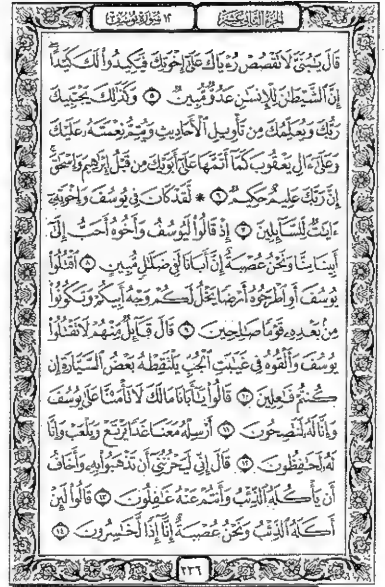 الجزء الثاني عشر ١٢ سورة يوسف
قَالَ يَٰبُنَيَّ لَا تَقۡصُصۡ رُءۡيَاكَ عَلَىٰٓ إِخۡوَتِكَ فَيَكِيدُواْ لَكَ كَيۡدًاۖ
إِنَّ ٱلشَّيۡطَٰنَ لِلۡإِنسَٰنِ عَدُوّٞ مُّبِينٞ ٥ وَكَذَٰلِكَ يَجۡتَبِيكَ
رَبُّكَ وَيُعَلِّمُكَ مِن تَأۡوِيلِ ٱلۡأَحَادِيثِ وَيُتِمُّ نِعۡمَتَهُۥ عَلَيۡكَ
وَعَلَىٰٓ ءَالِ يَعۡقُوبَ كَمَآ أَتَمَّهَا عَلَىٰٓ أَبَوَيۡكَ مِن قَبۡلُ إِبۡرَٰهِيمَ وَإِسۡحَٰقَۚ
إِنَّ رَبَّكَ عَلِيمٌ حَكِيمٞ ٦ * لَّقَدۡ كَانَ فِي يُوسُفَ وَإِخۡوَتِهِۦٓ
ءَايَٰتٞ لِّلسَّآئِلِينَ ٧ إِذۡ قَالُواْ لَيُوسُفُ وَأَخُوهُ أَحَبُّ إِلَىٰٓ
أَبِينَا مِنَّا وَنَحۡنُ عُصۡبَةٌ إِنَّ أَبَانَا لَفِي ضَلَٰلٖ مُّبِينٍ ٨ ٱقۡتُلُواْ
يُوسُفَ أَوِ ٱطۡرَحُوهُ أَرۡضٗا يَخۡلُ لَكُمۡ وَجۡهُ أَبِيكُمۡ وَتَكُونُواْ
مِنۢ بَعۡدِهِۦ قَوۡمٗا صَٰلِحِينَ ٩ قَالَ قَآئِلٞ مِّنۡهُمۡ لَا تَقۡتُلُواْ
يُوسُفَ وَأَلۡقُوهُ فِي غَيَٰبَتِ ٱلۡجُبِّ يَلۡتَقِطۡهُ بَعۡضُ ٱلسَّيَّارَةِ إِن
كُنتُمۡ فَٰعِلِينَ ١٠ قَالُواْ يَٰٓأَبَانَا مَالَكَ لَا تَأۡمَ۬نَّا عَلَىٰ يُوسُفَ
وَإِنَّا لَهُۥ لَنَٰصِحُونَ ١١ أَرۡسِلۡهُ مَعَنَا غَدٗا يَرۡتَعۡ وَيَلۡعَبۡ وَإِنَّا
لَهُۥ لَحَٰفِظُونَ ١٢ قَالَ إِنِّي لَيَحۡزُنُنِيٓ أَن تَذۡهَبُواْ بِهِۦ وَأَخَافُ
أَن يَأۡكُلَهُ ٱلذِّئۡبُ وَأَنتُمۡ عَنۡهُ غَٰفِلُونَ ١٣ قَالُواْ لَئِنۡ
أَكَلَهُ ٱلذِّئۡبُ وَنَحۡنُ عُصۡبَةٌ إِنَّآ إِذٗا لَّخَٰسِرُونَ ١٤
٢٣٦